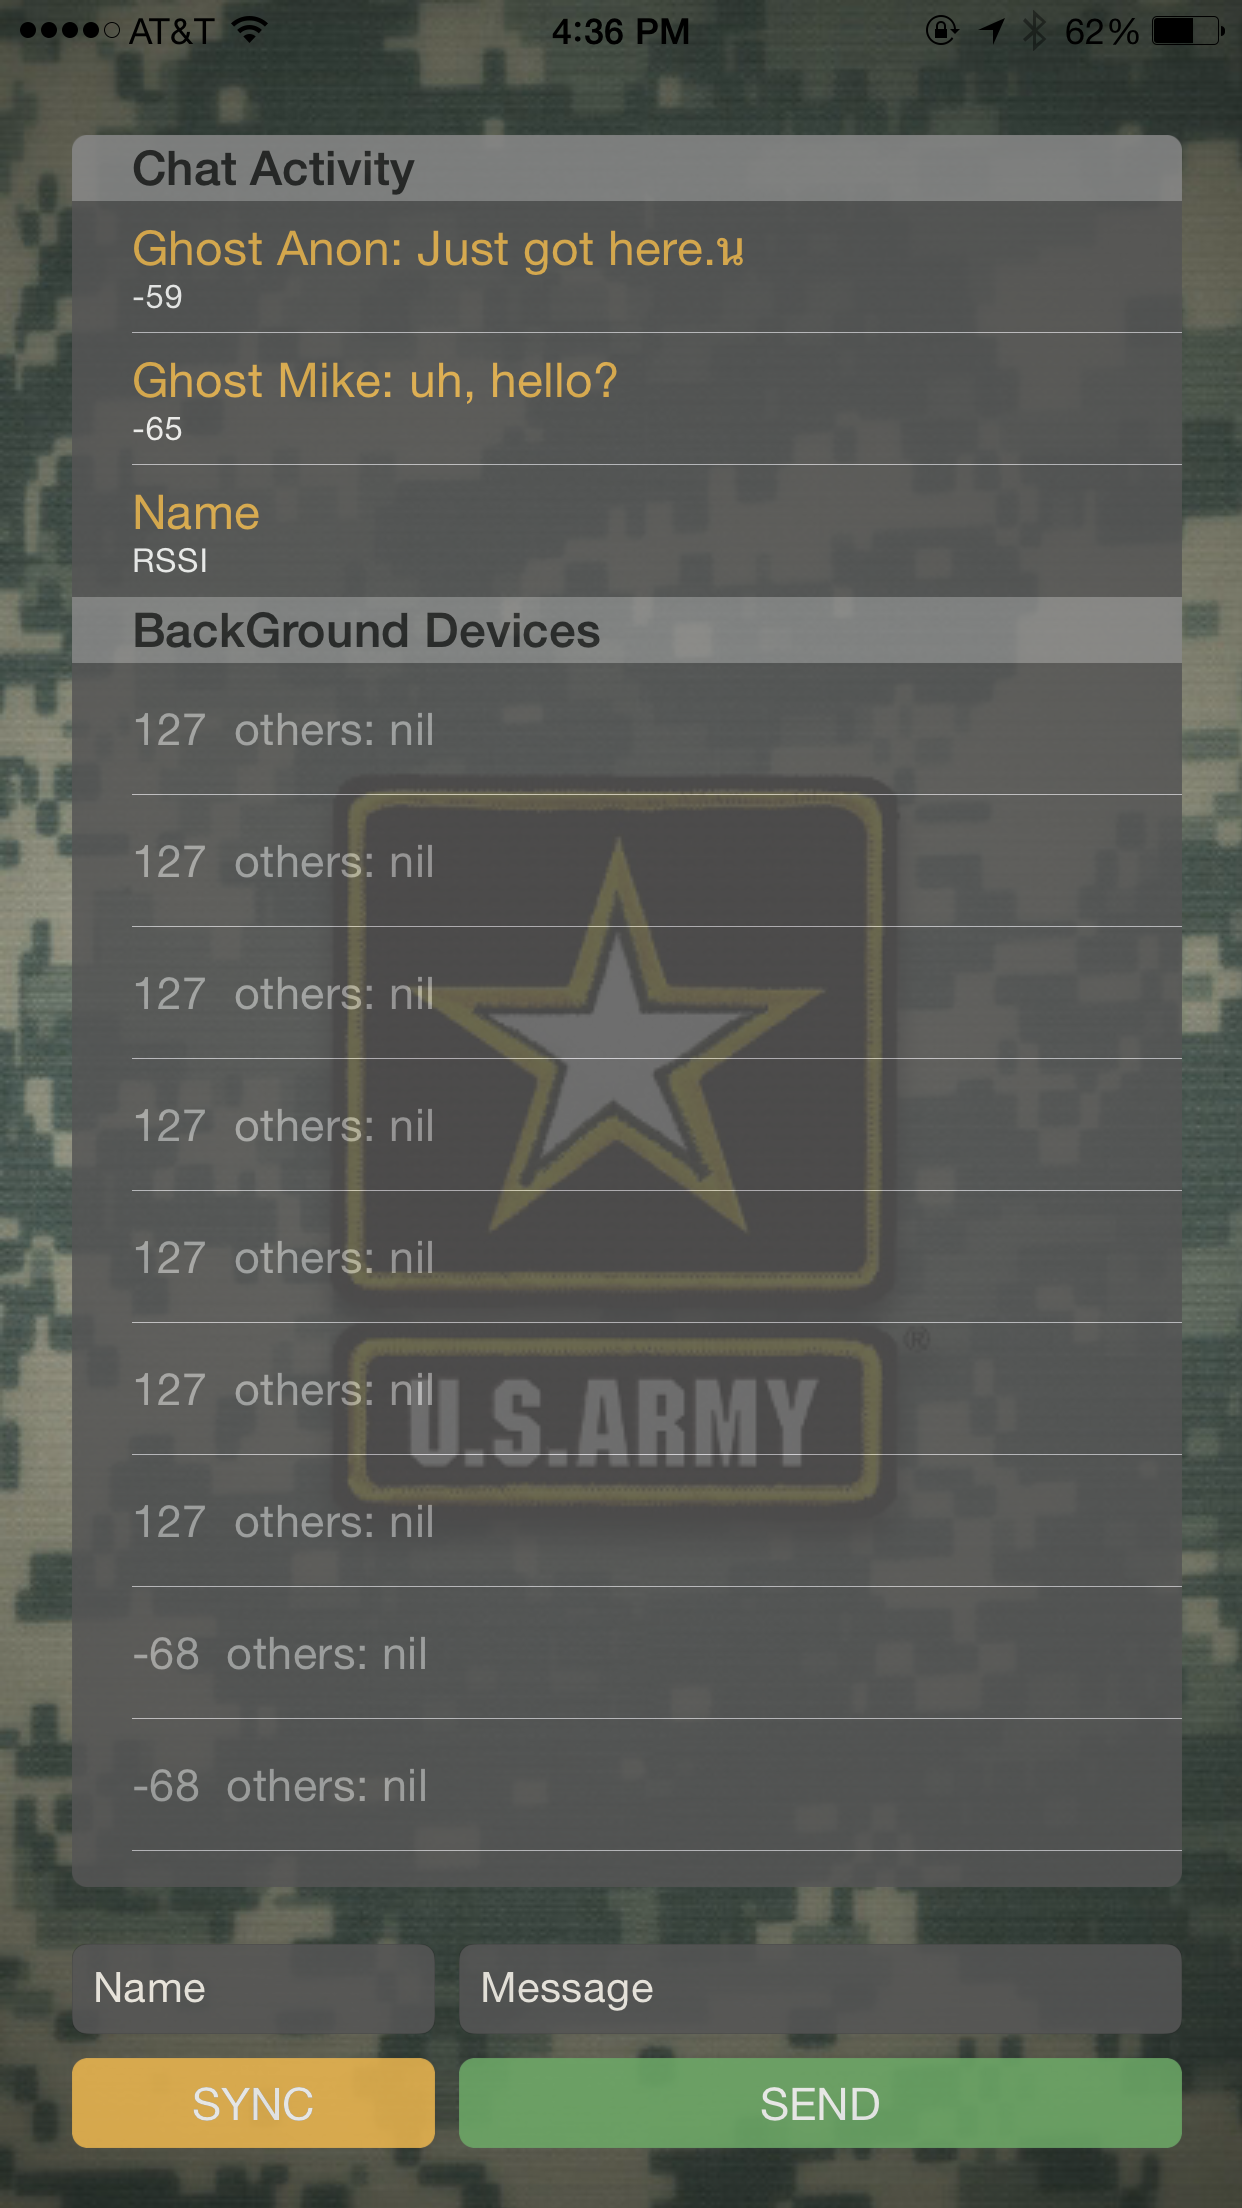 AT&T 4:36 PM 62%
Chat Activity
Ghost Anon: Just got here.น
-59
Ghost Mike: uh, hello?
-65
Name
RSSI
BackGround Devices
127 others: nil
127 others: nil
127 others: nil
127 others: nil
127 others: nil
127 others: nil
127 others: nil
-68 others: nil
-68 others: nil
®
U.S.ARMY
Name Message
SYNC SEND